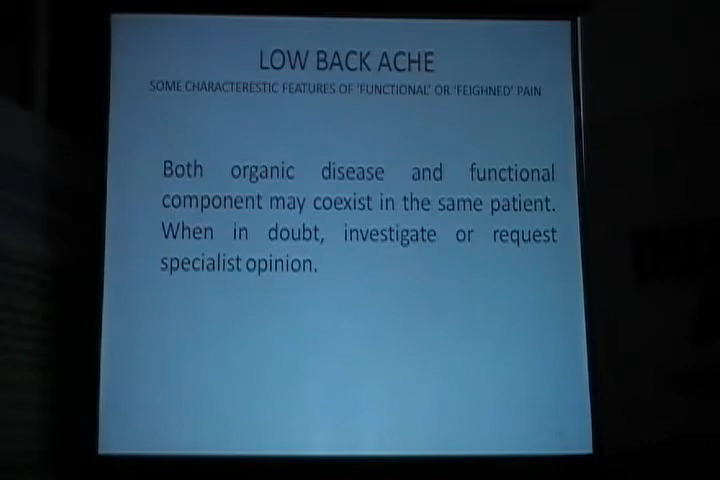 LOW BACK ACHE
SOME CHARACTERESTIC FEATURES OF 'FUNCTIONAL' OR 'FEIGHNED' PAIN
Both organic disease and functional
component may coexist in the same patient.
When in doubt, investigate or request
specialist opinion.